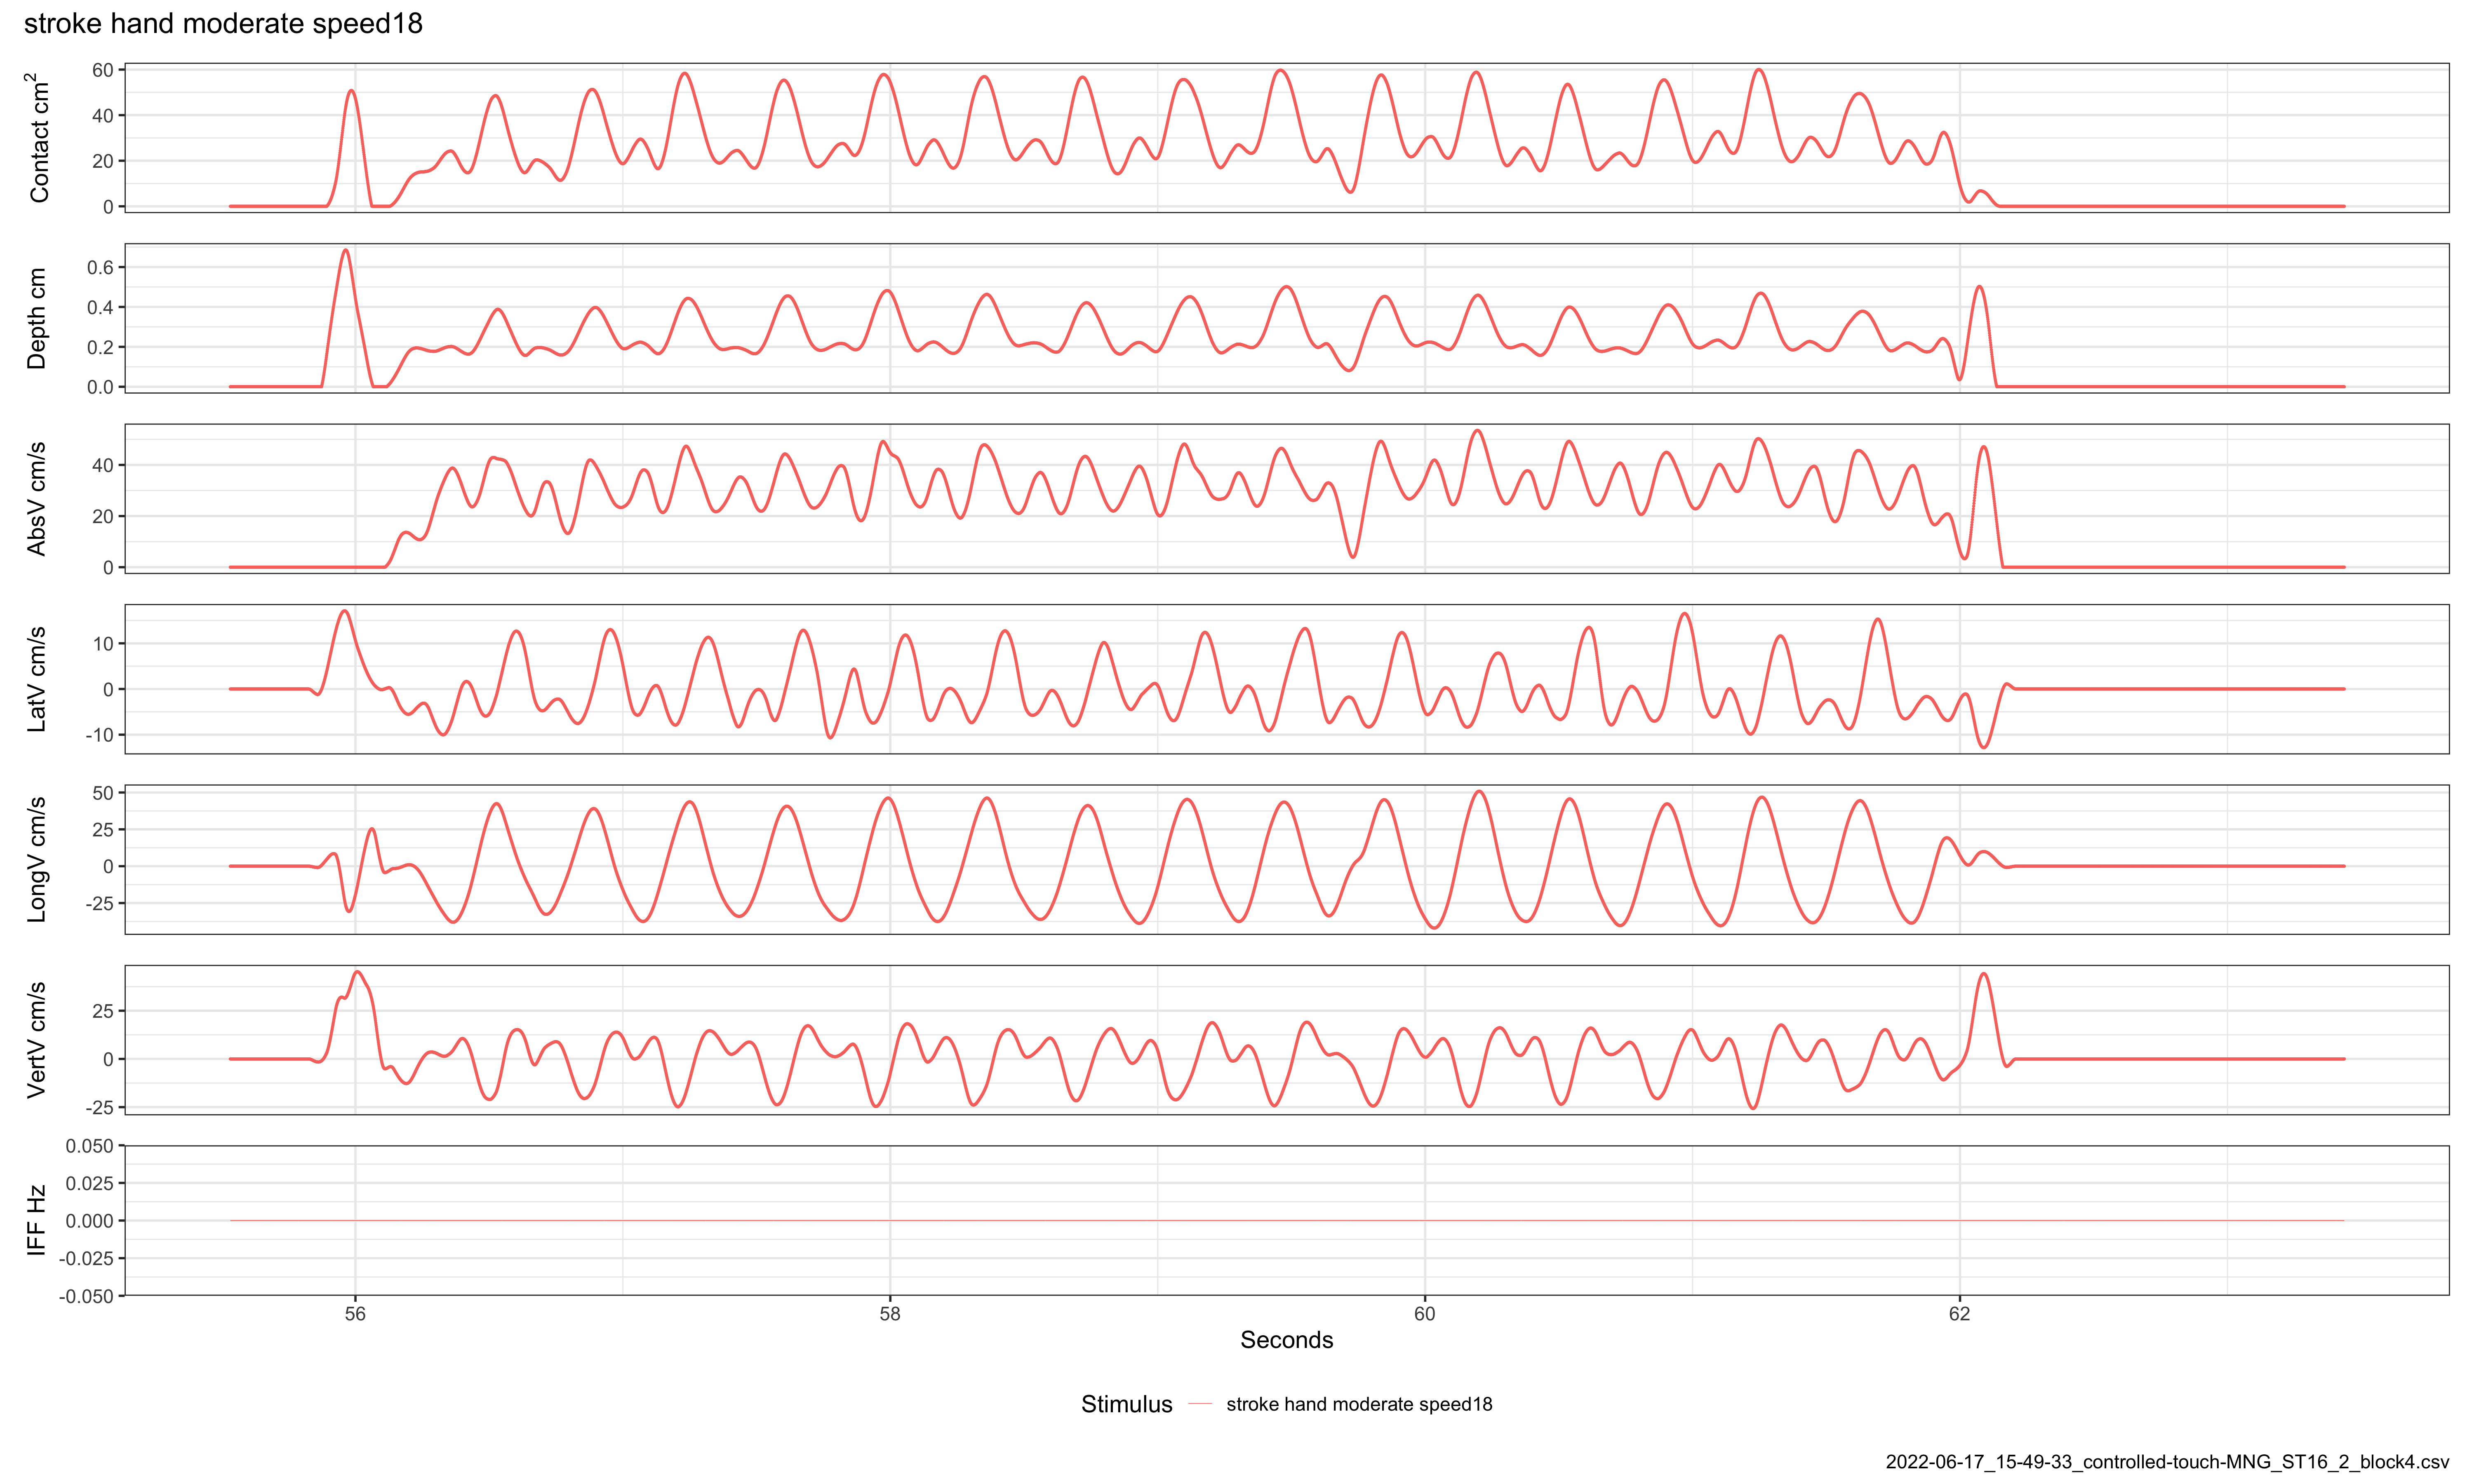 stroke hand moderate speed18
Contact cm²
60
40
20
0
Depth cm
0.6
0.4
0.2
0.0
AbsV cm/s
40
20
0
LatV cm/s
10
0
-10
LongV cm/s
50
25
0
-25
VertV cm/s
25
0
-25
IFF Hz
0.050
0.025
0.000
-0.025
-0.050
56 58 60 62
Seconds
Stimulus stroke hand moderate speed18
2022-06-17_15-49-33_controlled-touch-MNG_ST16_2_block4.csv